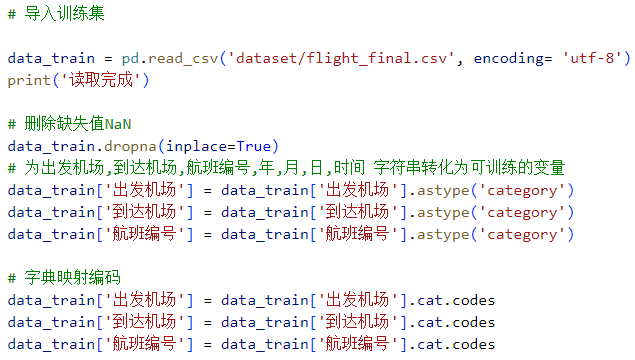 # 导入训练集
data_train = pd.read_csv('dataset/flight_final.csv', encoding= 'utf-8')
print('读取完成')
# 删除缺失值NaN
data_train.dropna(inplace=True)
# 为出发机场,到达机场,航班编号,年,月,日,时间 字符串转化为可训练的变量
data_train['出发机场'] = data_train['出发机场'].astype('category')
data_train['到达机场'] = data_train['到达机场'].astype('category')
data_train['航班编号'] = data_train['航班编号'].astype('category')
# 字典映射编码
data_train['出发机场'] = data_train['出发机场'].cat.codes
data_train['到达机场'] = data_train['到达机场'].cat.codes
data_train['航班编号'] = data_train['航班编号'].cat.codes